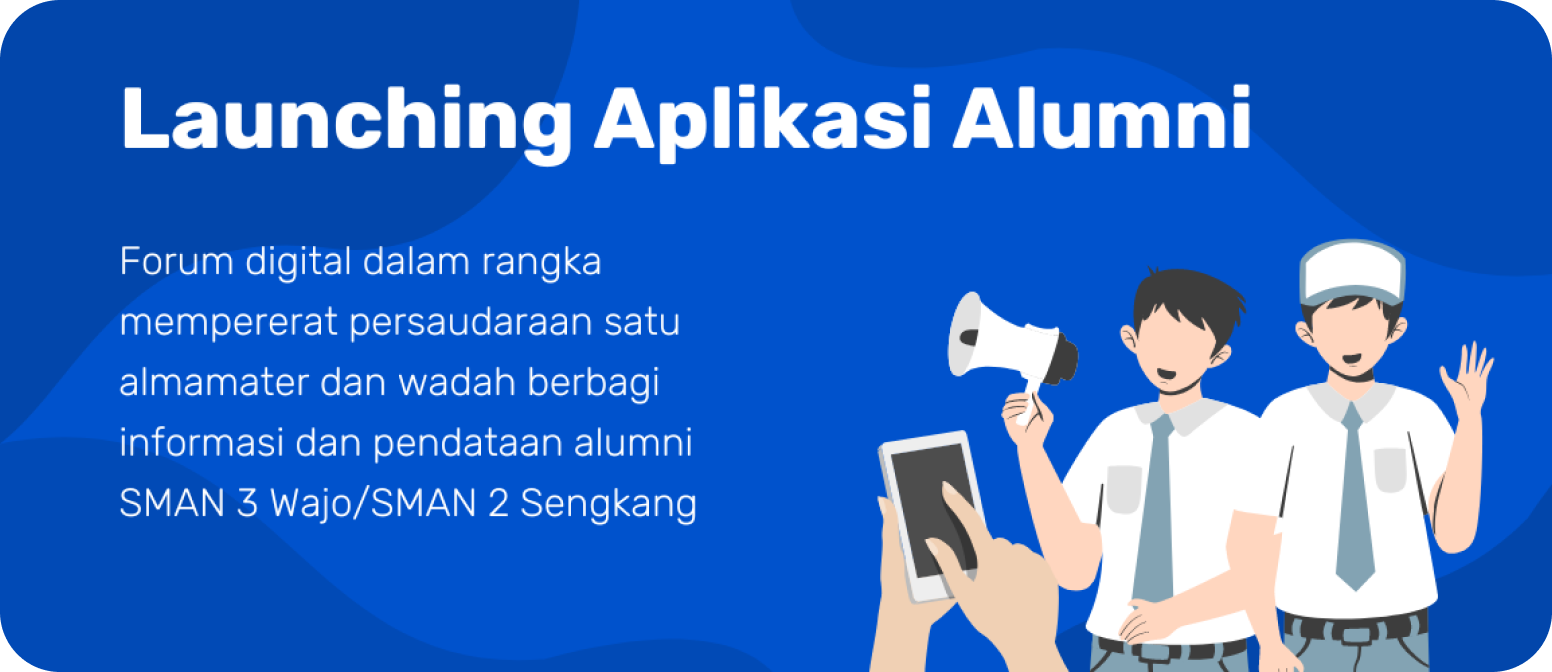 Launching Aplikasi Alumni
Forum digital dalam rangka
mempererat persaudaraan satu
almamater dan wadah berbagi
informasi dan pendataan alumni
SMAN 3 Wajo/SMAN 2 Sengkang